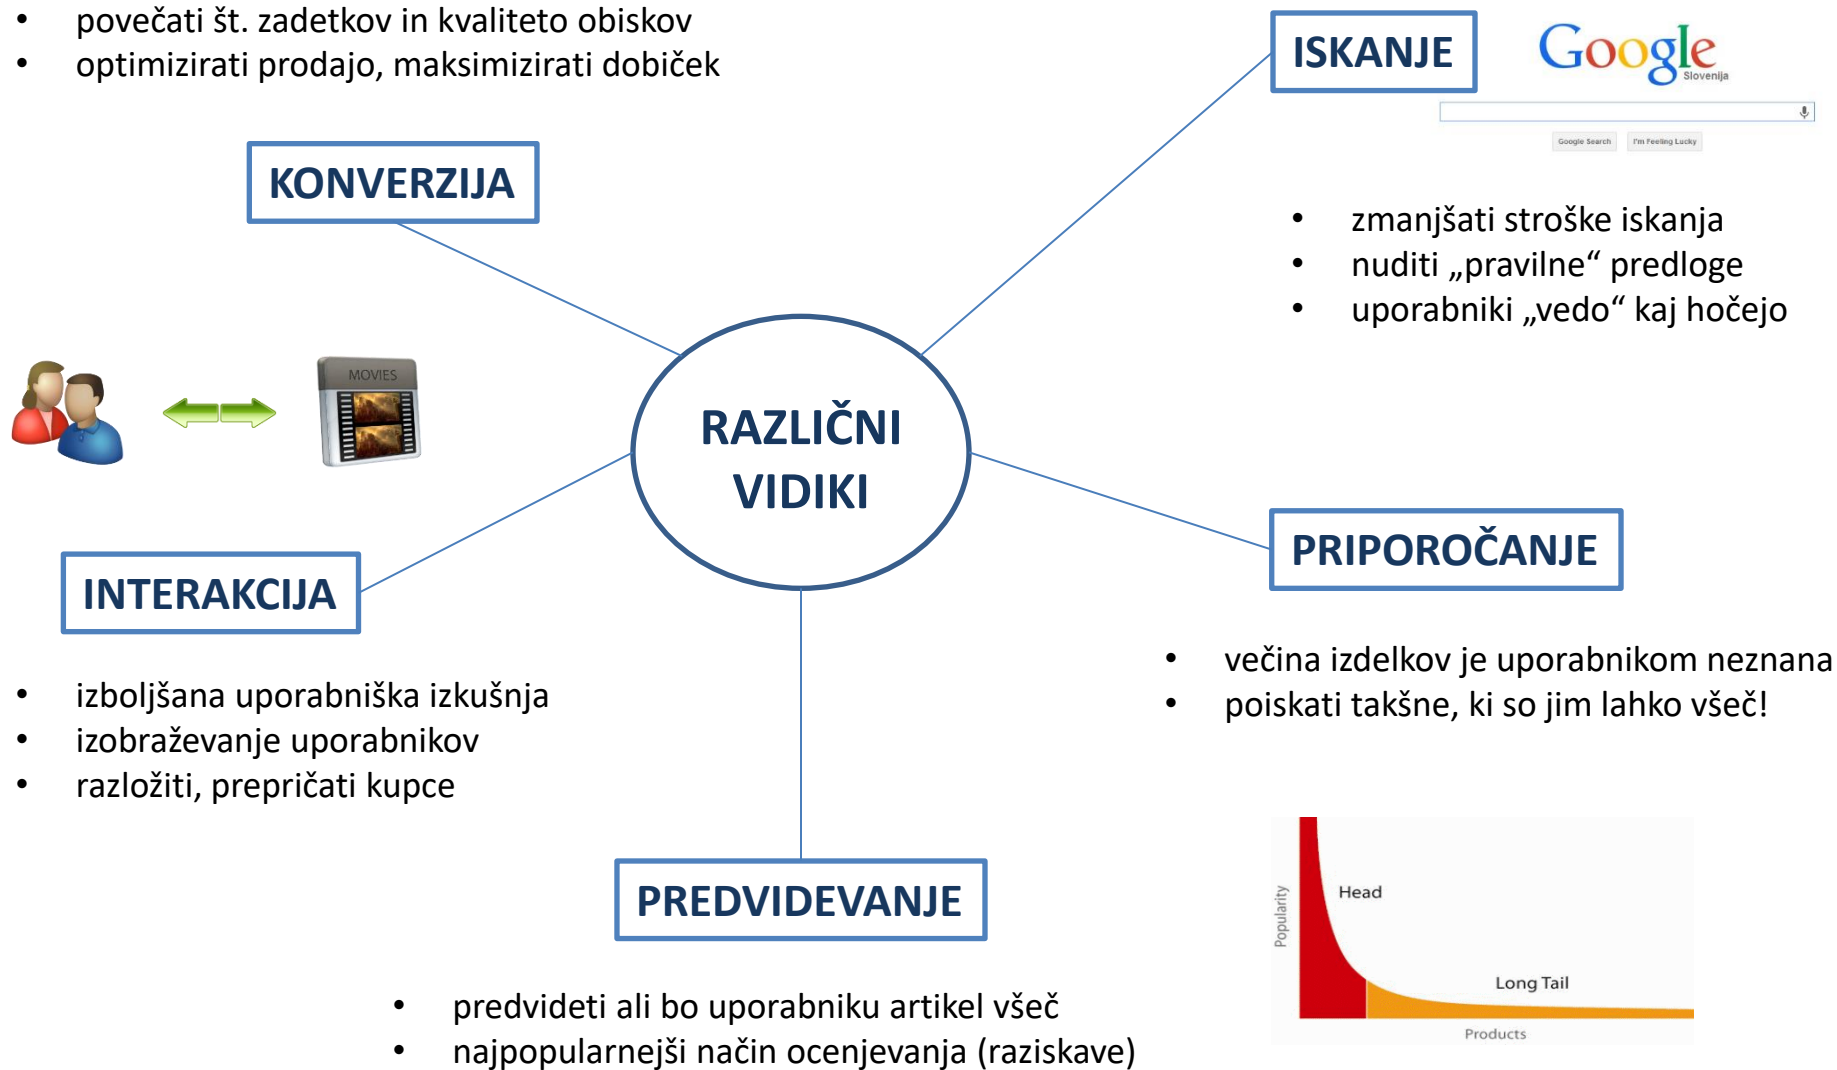 • povečati št. zadetkov in kvaliteto obiskov
• optimizirati prodajo, maksimizirati dobiček
KONVERZIJA
ISKANJE
Google
Slovenija
Google Search
I'm Feeling Lucky
• zmanjšati stroške iskanja
• nuditi „pravilne“ predloge
• uporabniki „vedo“ kaj hočejo
MOVIES
RAZLIČNI
VIDIKI
INTERAKCIJA
• izboljšana uporabniška izkušnja
• izobraževanje uporabnikov
• razložiti, prepričati kupce
PRIPOROČANJE
• večina izdelkov je uporabnikom neznana
• poiskati takšne, ki so jim lahko všeč!
PREDVIDEVANJE
• predvideti ali bo uporabniku artikel všeč
• najpopularnejši način ocenjevanja (raziskave)
Popularity
Head
Long Tail
Products